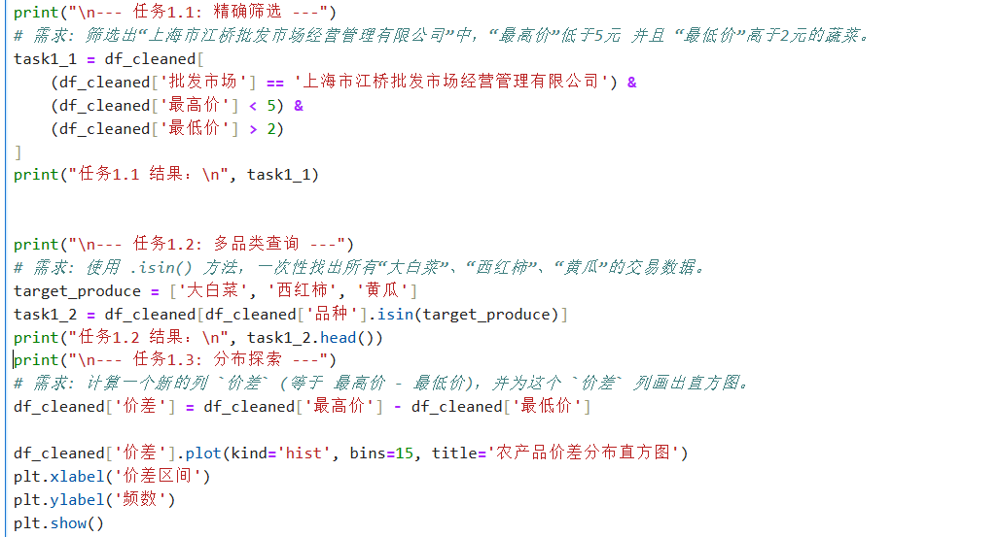 print("\n--- 任务1.1: 精确筛选 ---")
# 需求: 筛选出“上海市江桥批发市场经营管理有限公司”中，“最高价”低于5元 并且 “最低价”高于2元的蔬菜。
task1_1 = df_cleaned[
    (df_cleaned['批发市场'] == '上海市江桥批发市场经营管理有限公司') &
    (df_cleaned['最高价'] < 5) &
    (df_cleaned['最低价'] > 2)
]
print("任务1.1 结果：\n", task1_1)
print("\n--- 任务1.2: 多品类查询 ---")
# 需求: 使用 .isin() 方法，一次性找出所有“大白菜”、“西红柿”、“黄瓜”的交易数据。
target_produce = ['大白菜', '西红柿', '黄瓜']
task1_2 = df_cleaned[df_cleaned['品种'].isin(target_produce)]
print("任务1.2 结果：\n", task1_2.head())
print("\n--- 任务1.3: 分布探索 ---")
# 需求: 计算一个新的列 `价差` (等于 最高价 - 最低价)，并为这个 `价差` 列画出直方图。
df_cleaned['价差'] = df_cleaned['最高价'] - df_cleaned['最低价']
df_cleaned['价差'].plot(kind='hist', bins=15, title='农产品价差分布直方图')
plt.xlabel('价差区间')
plt.ylabel('频数')
plt.show()